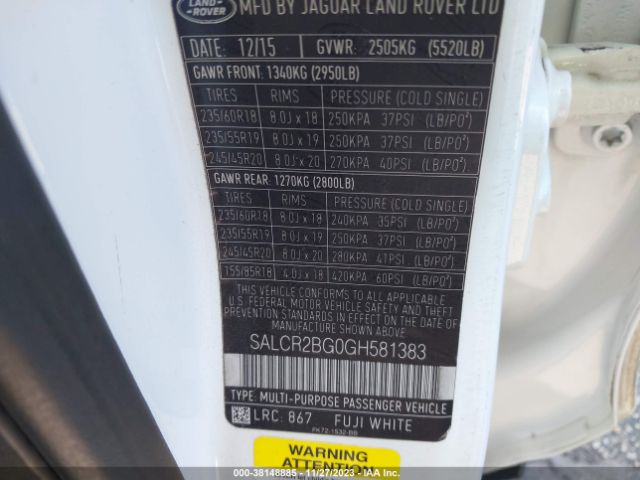 LAND-
ROVER
MFD BY JAGUAR LAND ROVER LTD
DATE: 12/15 GVWR: 2505KG (5520LB)
GAWR FRONT: 1340KG (2950LB)
TIRES RIMS PRESSURE (COLD SINGLE)
235/60R18 8.0J x 18 250KPA 37PSI (LB/PO²)
235/55R19 8.0J x 19 250KPA 37PSI (LB/PO²)
245/45R20 8.0J x 20 270KPA 40PSI (LB/PO²)
GAWR REAR: 1270KG (2800LB)
TIRES RIMS PRESSURE (COLD SINGLE)
235/60R18 8.0J x 18 240KPA 35PSI (LB/PO²)
235/55R19 8.0J x 19 250KPA 37PSI (LB/PO²)
245/45R20 8.0J x 20 280KPA 41PSI (LB/PO²)
155/85R18 4.0J x 18 420KPA 60PSI (LB/PO²)
THIS VEHICLE CONFORMS TO ALL APPLICABLE
U.S. FEDERAL MOTOR VEHICLE SAFETY AND THEFT
PREVENTION STANDARDS IN EFFECT ON THE DATE
OF MANUFACTURE SHOWN ABOVE.
SALCR2BG0GH581383
TYPE: MULTI-PURPOSE PASSENGER VEHICLE
LRC: 867 FUJI WHITE
FK72-1532-BB
WARNING
ATTENTION
000-38148885 - 11/27/2023 - IAAI.COM